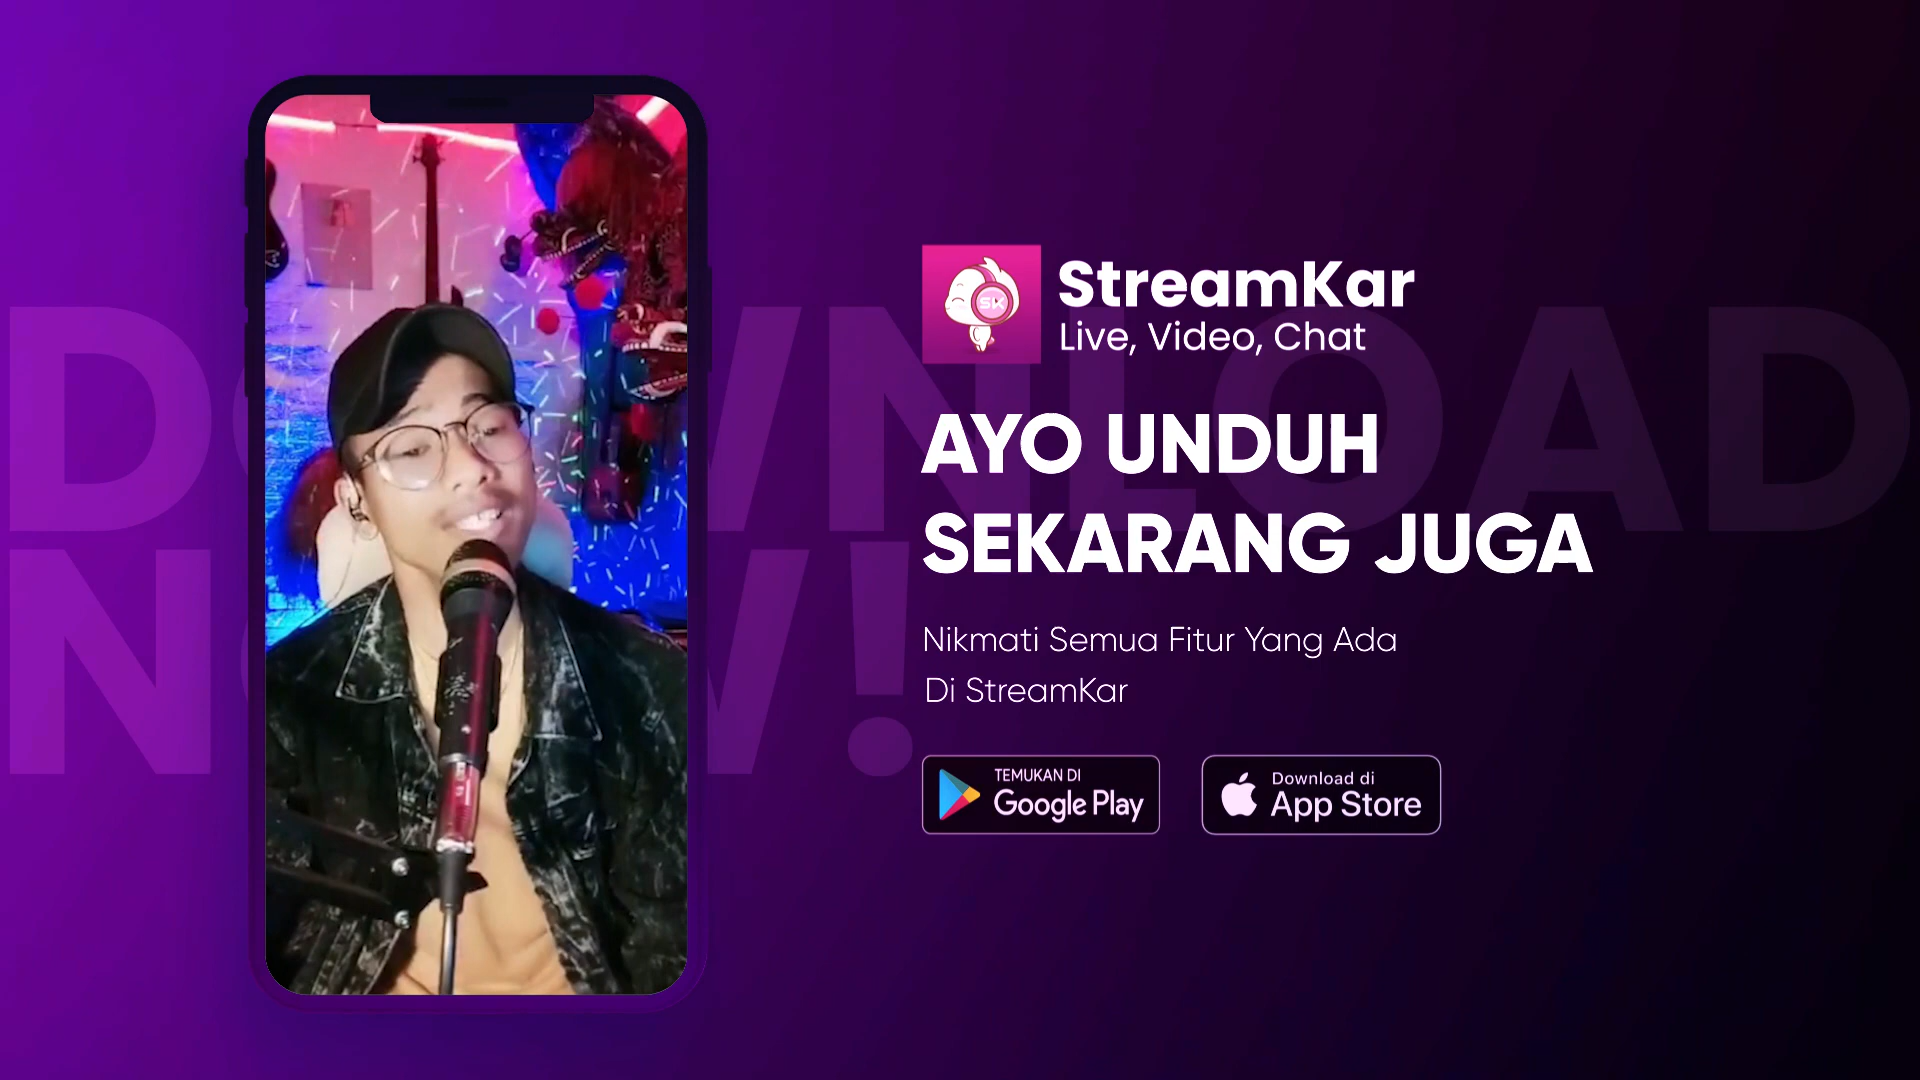 DOWNLOAD
NOW!
SK
StreamKar
Live, Video, Chat
AYO UNDUH
SEKARANG JUGA
Nikmati Semua Fitur Yang Ada
Di StreamKar
TEMUKAN DI
Google Play
Download di
App Store